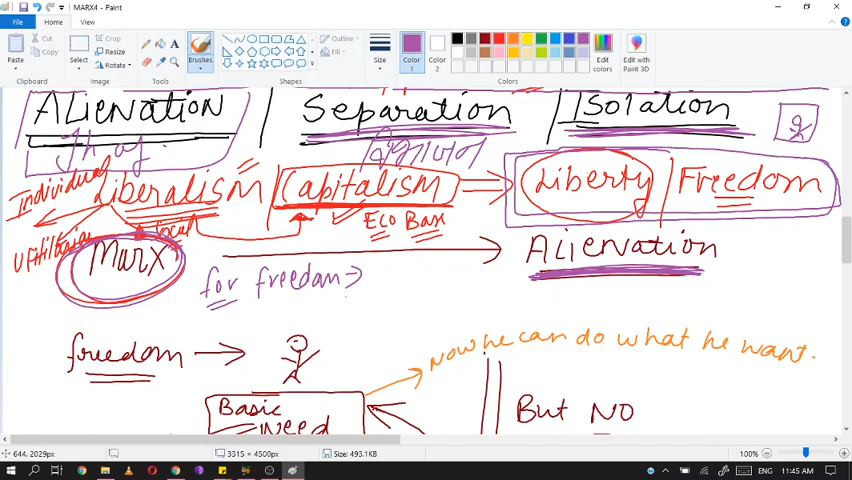 MARX4 - Paint
File Home View
Cut
Copy
Paste
Clipboard
Select
Crop
Resize
Rotate
Image
Tools
Brushes
Shapes
Outline
Fill
Size
Color 1
Color 2
Colors
Edit colors
Edit with Paint 3D
Alienation | Separation | Isolation
Individual Liberalism | Capitalism Liberty | Freedom
Eco Base
Utilitarian
Marx Alienation
for freedom
freedom
Now he can do what he want.
Basic
Need
But NO
644, 2029px
3315 × 4500px
Size: 493.1KB
100%
ENG
11:45 AM